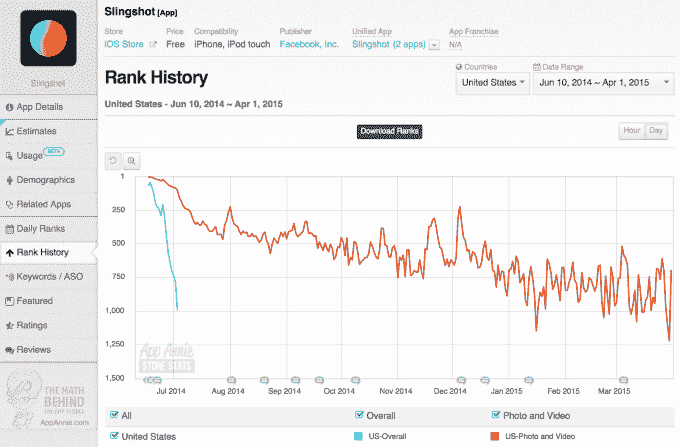 Slingshot [App]
Store Price Compatibility Publisher Unified App App Franchise
iOS Store Free iPhone, iPod touch Facebook, Inc. Slingshot (2 apps) N/A
Slingshot
App Details
Estimates
Usage BETA
Demographics
Related Apps
Daily Ranks
Rank History
Keywords / ASO
Featured
Ratings
Reviews
THE MATH
BEHIND
THE APP STORES
AppAnnie.com
Rank History
Countries Date Range
United States Jun 10, 2014 ~ Apr 1, 2015
United States - Jun 10, 2014 ~ Apr 1, 2015
Download Ranks
Hour Day
1
250
500
750
1,000
1,500
App Annie
STORE STATS
Jul 2014 Aug 2014 Sep 2014 Oct 2014 Nov 2014 Dec 2014 Jan 2015 Feb 2015 Mar 2015
All Overall Photo and Video
United States US-Overall US-Photo and Video